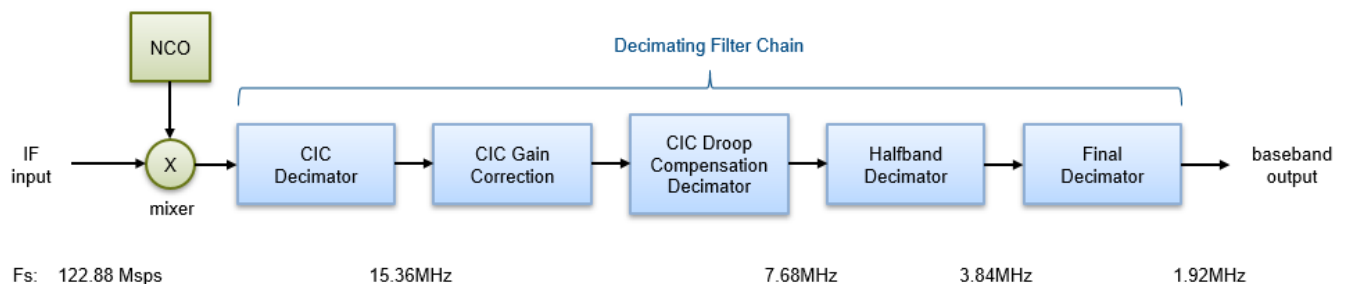 NCO
Decimating Filter Chain
IF
input
X
mixer
CIC
Decimator
CIC Gain
Correction
CIC Droop
Compensation
Decimator
Halfband
Decimator
Final
Decimator
baseband
output
Fs: 122.88 Msps 15.36MHz 7.68MHz 3.84MHz 1.92MHz